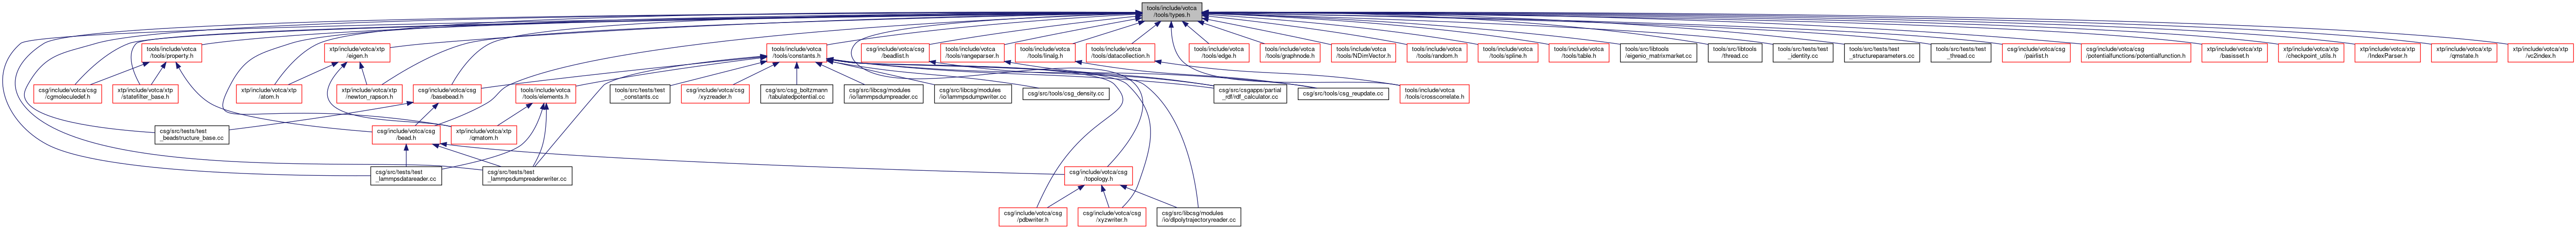 tools/include/votca
/tools/types.h
tools/include/votca
/tools/property.h
xtp/include/votca/xtp
/eigen.h
tools/include/votca
/tools/constants.h
csg/include/votca/csg
/beadlist.h
tools/include/votca
/tools/rangeparser.h
tools/include/votca
/tools/linalg.h
tools/include/votca
/tools/datacollection.h
tools/include/votca
/tools/edge.h
tools/include/votca
/tools/graphnode.h
tools/include/votca
/tools/NDimVector.h
tools/include/votca
/tools/random.h
tools/include/votca
/tools/spline.h
tools/include/votca
/tools/table.h
tools/src/libtools
/eigenio_matrixmarket.cc
tools/src/libtools
/thread.cc
tools/src/tests/test
_identity.cc
tools/src/tests/test
_structureparameters.cc
tools/src/tests/test
_thread.cc
csg/include/votca/csg
/pairlist.h
csg/include/votca/csg
/potentialfunctions/potentialfunction.h
xtp/include/votca/xtp
/basisset.h
xtp/include/votca/xtp
/checkpoint_utils.h
xtp/include/votca/xtp
/IndexParser.h
xtp/include/votca/xtp
/qmstate.h
xtp/include/votca/xtp
/vc2index.h
csg/include/votca/csg
/cgmoleculedef.h
xtp/include/votca/xtp
/statefilter_base.h
xtp/include/votca/xtp
/atom.h
xtp/include/votca/xtp
/newton_rapson.h
csg/include/votca/csg
/basebead.h
tools/include/votca
/tools/elements.h
tools/src/tests/test
_constants.cc
csg/include/votca/csg
/xyzreader.h
csg/src/csg_boltzmann
/tabulatedpotential.cc
csg/src/libcsg/modules
/io/lammpsdumpreader.cc
csg/src/libcsg/modules
/io/lammpsdumpwriter.cc
csg/src/tools/csg_density.cc
csg/src/csgapps/partial
_rdf/rdf_calculator.cc
csg/src/tools/csg_reupdate.cc
tools/include/votca
/tools/crosscorrelate.h
csg/src/tests/test
_beadstructure_base.cc
csg/include/votca/csg
/bead.h
xtp/include/votca/xtp
/qmatom.h
csg/src/tests/test
_lammpsdatareader.cc
csg/src/tests/test
_lammpsdumpreaderwriter.cc
csg/include/votca/csg
/topology.h
csg/include/votca/csg
/pdbwriter.h
csg/include/votca/csg
/xyzwriter.h
csg/src/libcsg/modules
/io/dlpolytrajectoryreader.cc